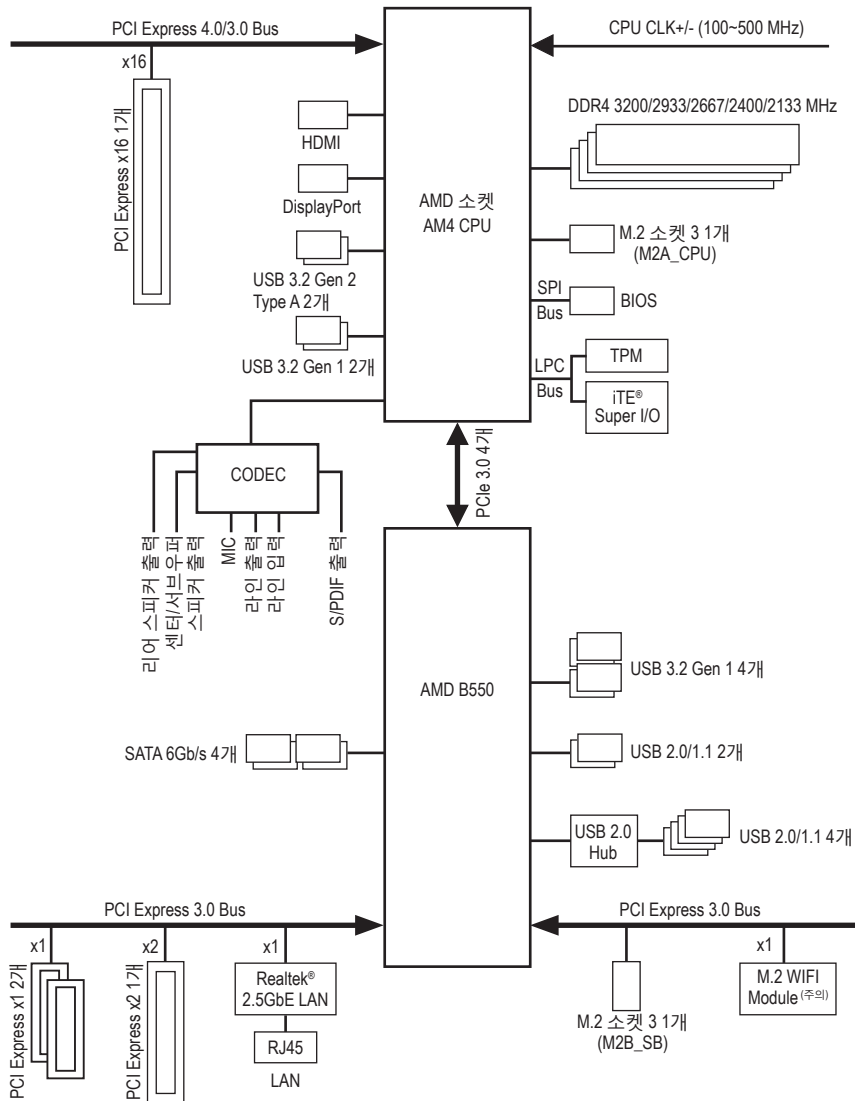 PCI Express 4.0/3.0 Bus
CPU CLK+/- (100~500 MHz)
x16
PCI Express x16 1개
DDR4 3200/2933/2667/2400/2133 MHz
HDMI
DisplayPort
AMD 소켓
AM4 CPU
M.2 소켓 3 1개
(M2A_CPU)
USB 3.2 Gen 2
Type A 2개
SPI
Bus
BIOS
USB 3.2 Gen 1 2개
LPC
Bus
TPM
iTE®
Super I/O
CODEC
PCIe 3.0 4개
리어 스피커 출력
센터/서브우퍼
스피커 출력
MIC
라인 출력
라인 입력
S/PDIF 출력
AMD B550
USB 3.2 Gen 1 4개
SATA 6Gb/s 4개
USB 2.0/1.1 2개
USB 2.0
Hub
USB 2.0/1.1 4개
PCI Express 3.0 Bus
PCI Express 3.0 Bus
x1
x2
x1
x1
PCI Express x1 2개
PCI Express x2 1개
Realtek®
2.5GbE LAN
RJ45
LAN
M.2 소켓 3 1개
(M2B_SB)
M.2 WIFI
Module (주의)